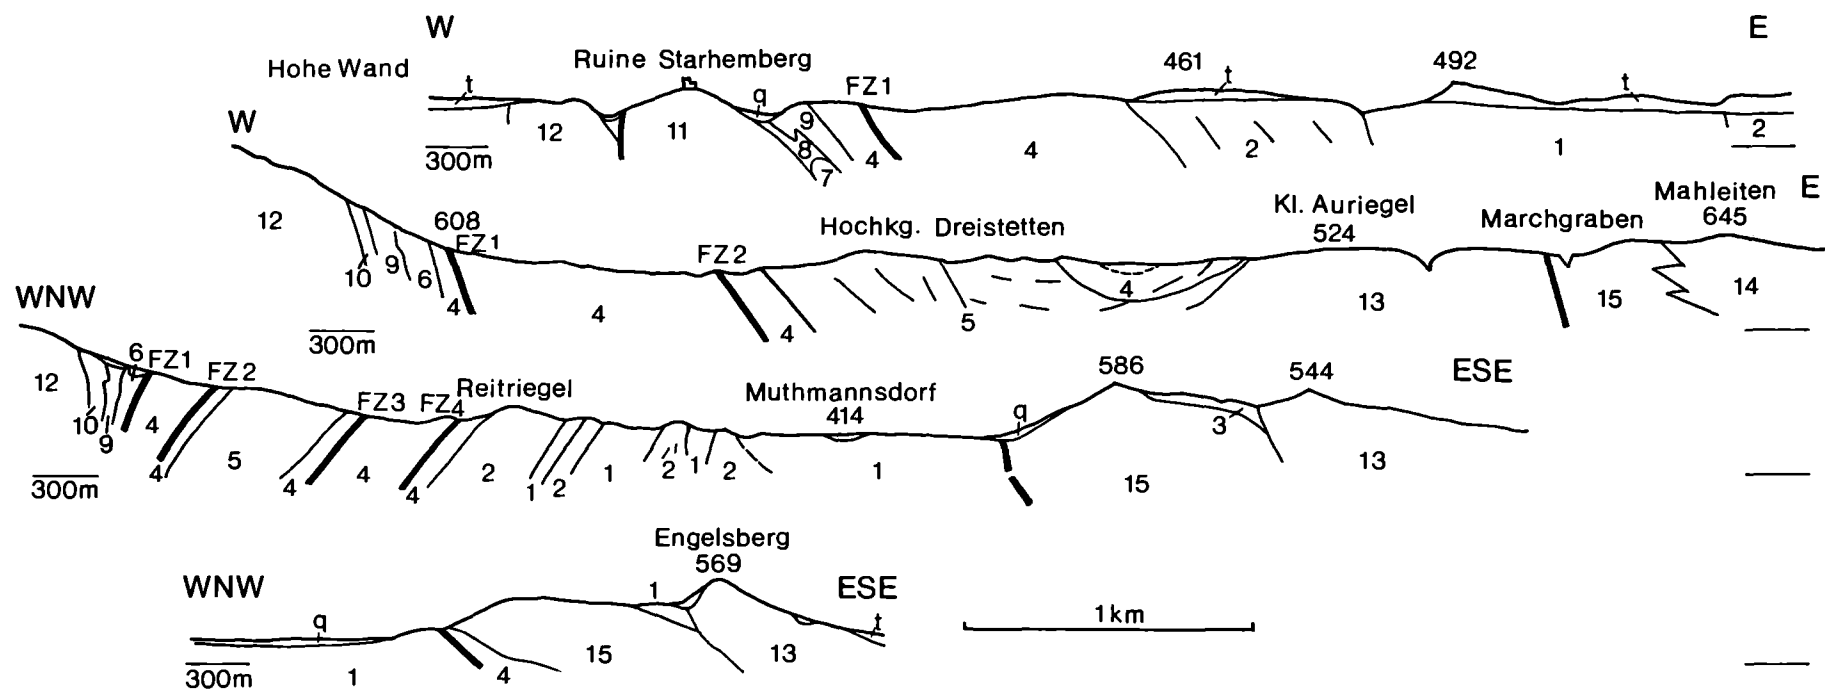 W E
Hohe Wand t Ruine Starhemberg q FZ1 461 t 492 t
12 11 9 8 7 4 4 2 1 2
300m
W E
12 10 9 608 6 FZ1 4 4 FZ2 4 Hochkg. Dreistetten 5 4 Kl. Auriegel 524 13 Marchgraben 15 Mahleiten 645 14
300m
WNW ESE
12 10 9 6 FZ1 4 FZ2 4 5 FZ3 4 4 FZ4 4 Reitriegel 2 1 2 1 2 1 2 Muthmannsdorf 414 1 q 586 15 3 544 13
300m
WNW ESE
q 1 4 15 1 Engelsberg 569 13 t
300m
1km